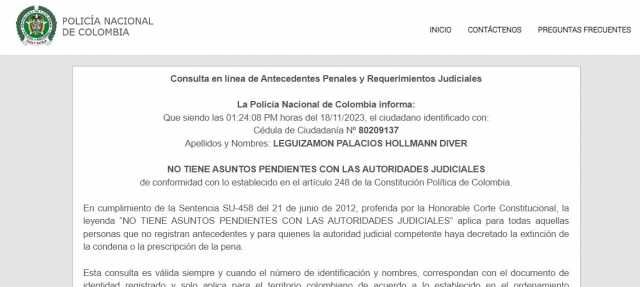 POLICÍA NACIONAL
DE COLOMBIA
INICIO CONTÁCTENOS PREGUNTAS FRECUENTES
Consulta en línea de Antecedentes Penales y Requerimientos Judiciales
La Policía Nacional de Colombia informa:
Que siendo las 01:24:08 PM horas del 18/11/2023, el ciudadano identificado con:
Cédula de Ciudadanía Nº 80209137
Apellidos y Nombres: LEGUIZAMON PALACIOS HOLLMANN DIVER
NO TIENE ASUNTOS PENDIENTES CON LAS AUTORIDADES JUDICIALES
de conformidad con lo establecido en el artículo 248 de la Constitución Política de Colombia.
En cumplimiento de la Sentencia SU-458 del 21 de junio de 2012, proferida por la Honorable Corte Constitucional, la
leyenda “NO TIENE ASUNTOS PENDIENTES CON LAS AUTORIDADES JUDICIALES” aplica para todas aquellas
personas que no registran antecedentes y para quienes la autoridad judicial competente haya decretado la extinción de
la condena o la prescripción de la pena.
Esta consulta es válida siempre y cuando el número de identificación y nombres, correspondan con el documento de
identidad registrado y solo aplica para el territorio colombiano de acuerdo a lo establecido en el ordenamiento